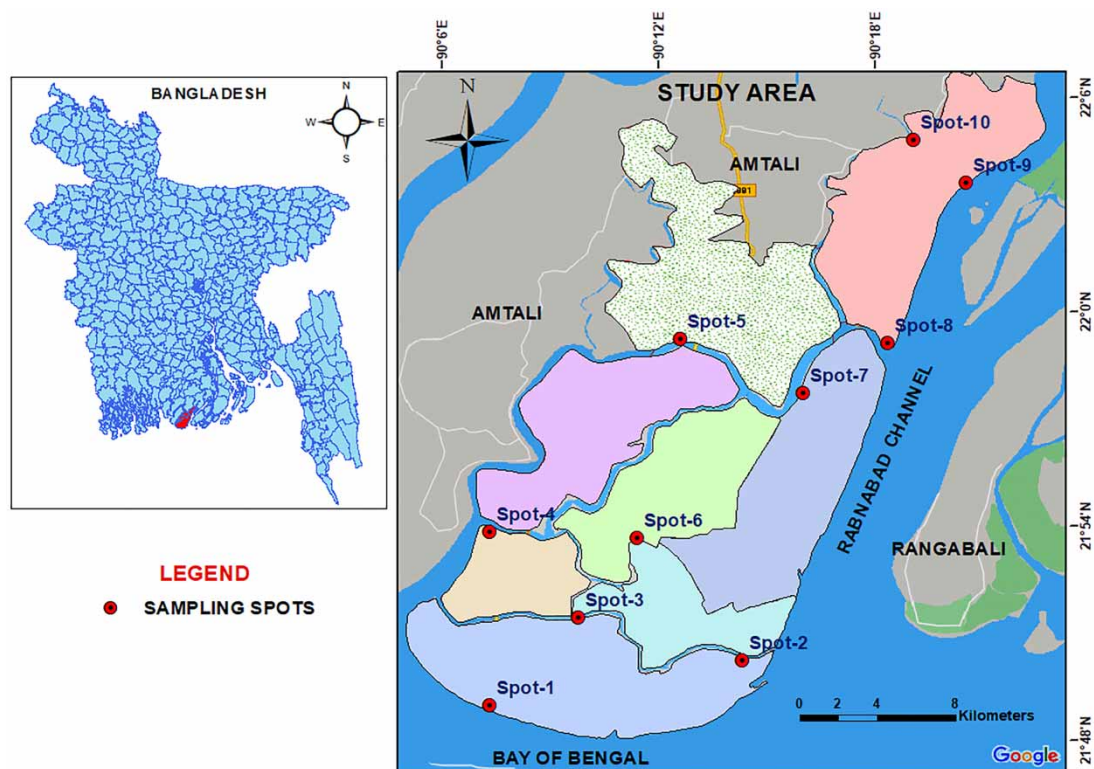 BANGLADESH
N
W
E
S
LEGEND
SAMPLING SPOTS
90°6'E
90°12'E
90°18'E
N
STUDY AREA
22°6'N
Spot-10
AMTALI
Spot-9
22°0'N
AMTALI
Spot-5
Spot-8
Spot-7
RABNABAD CHANNEL
Spot-4
Spot-6
21°54'N
RANGABALI
Spot-3
Spot-2
Spot-1
0 2 4 8
Kilometers
21°48'N
BAY OF BENGAL
Google